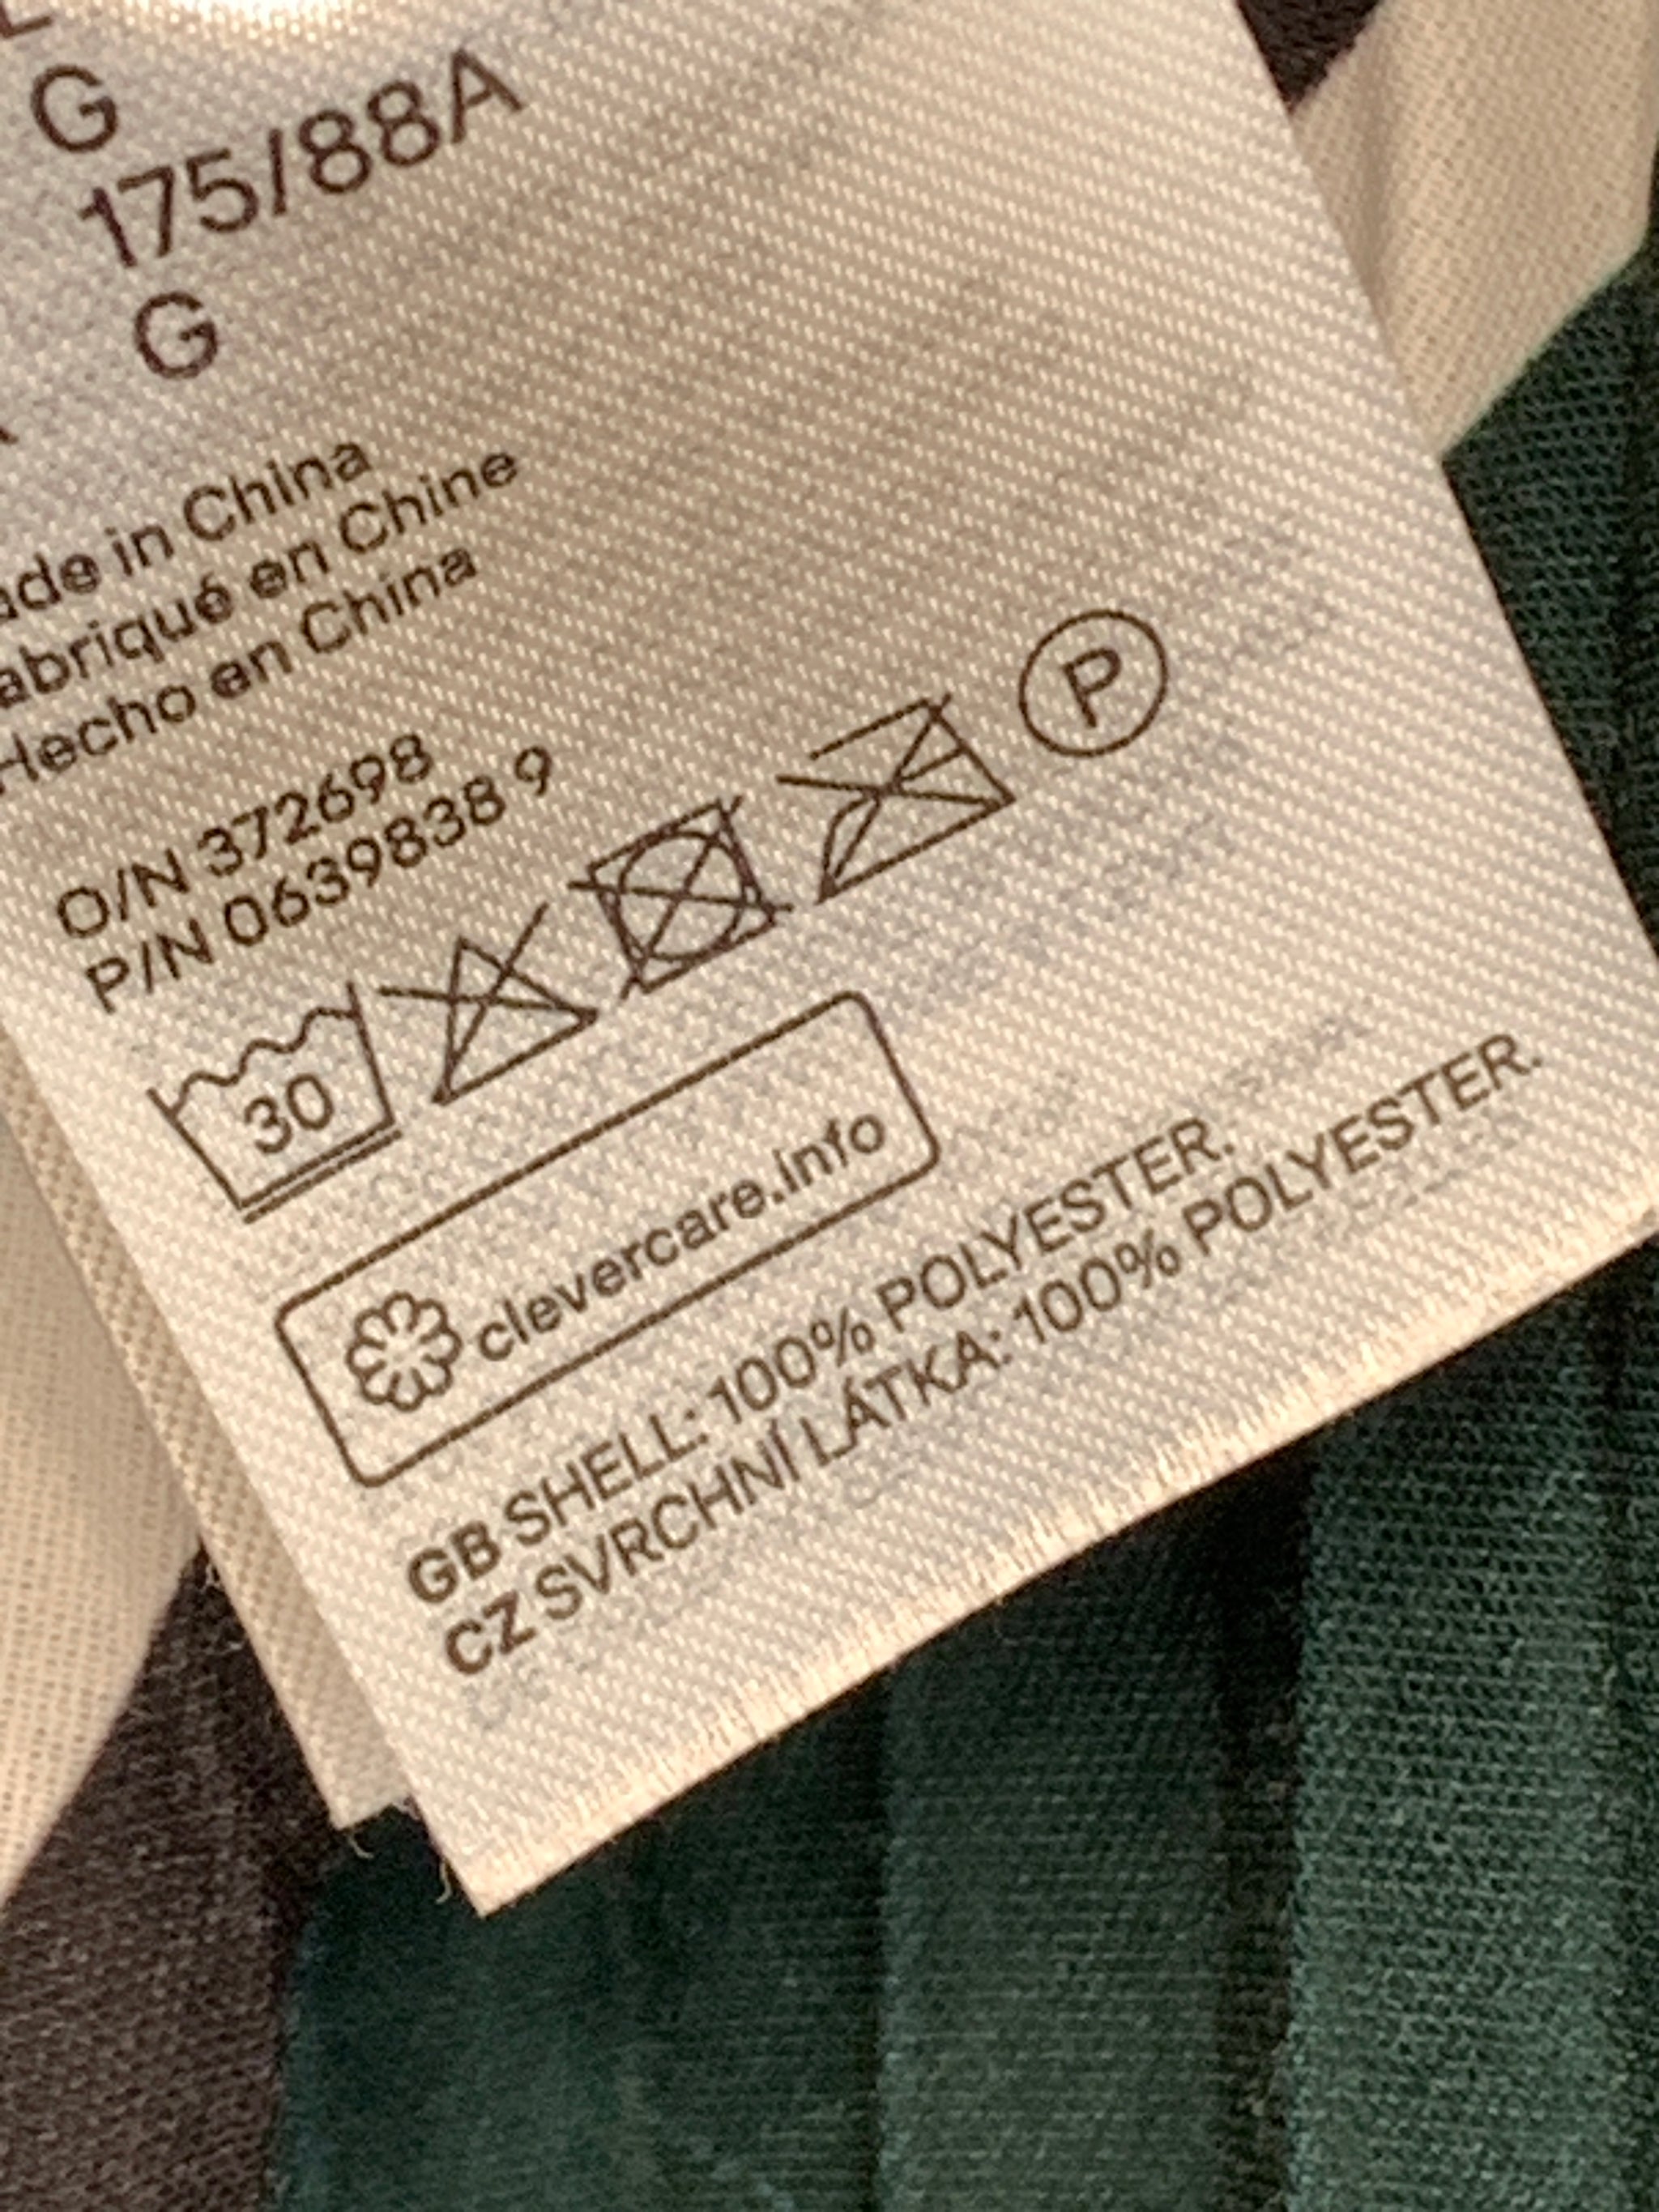 G
175/88A
G
ade in China
abriqué en Chine
Hecho en China
O/N 372698
P/N 0639838 9
30
P
clevercare.info
GB SHELL: 100% POLYESTER.
CZ SVRCHNÍ LÁTKA: 100% POLYESTER.